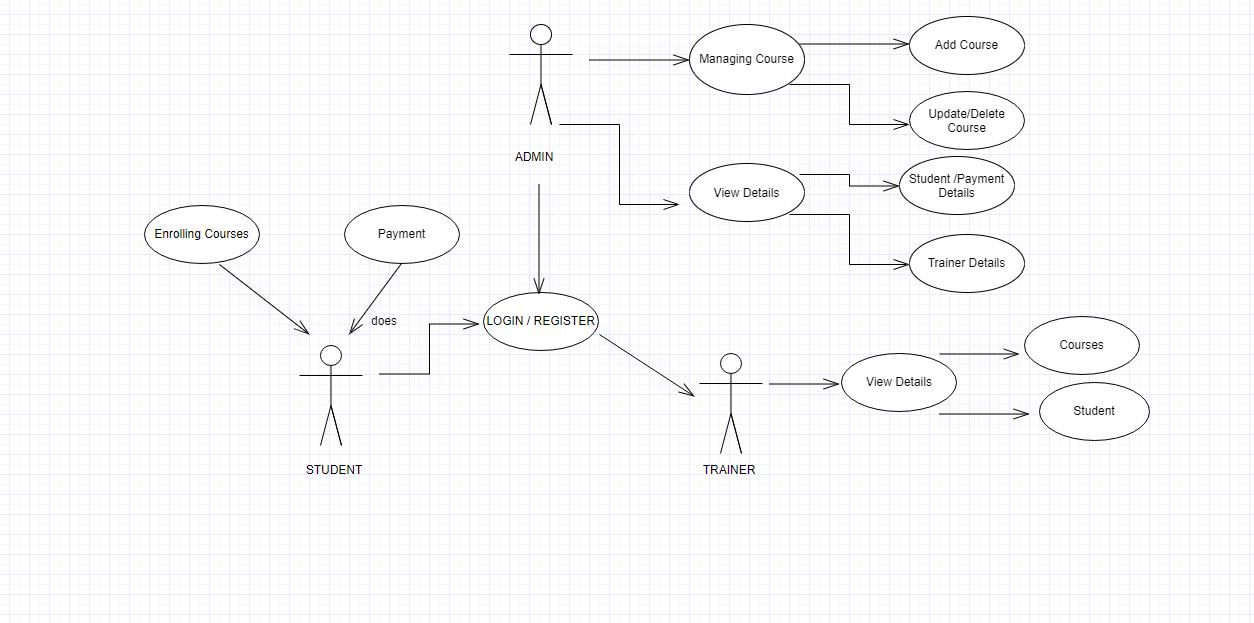 Add Course
Managing Course
Update/Delete
Course
ADMIN
Student /Payment
Details
View Details
Enrolling Courses
Payment
Trainer Details
does
LOGIN / REGISTER
Courses
View Details
Student
STUDENT
TRAINER